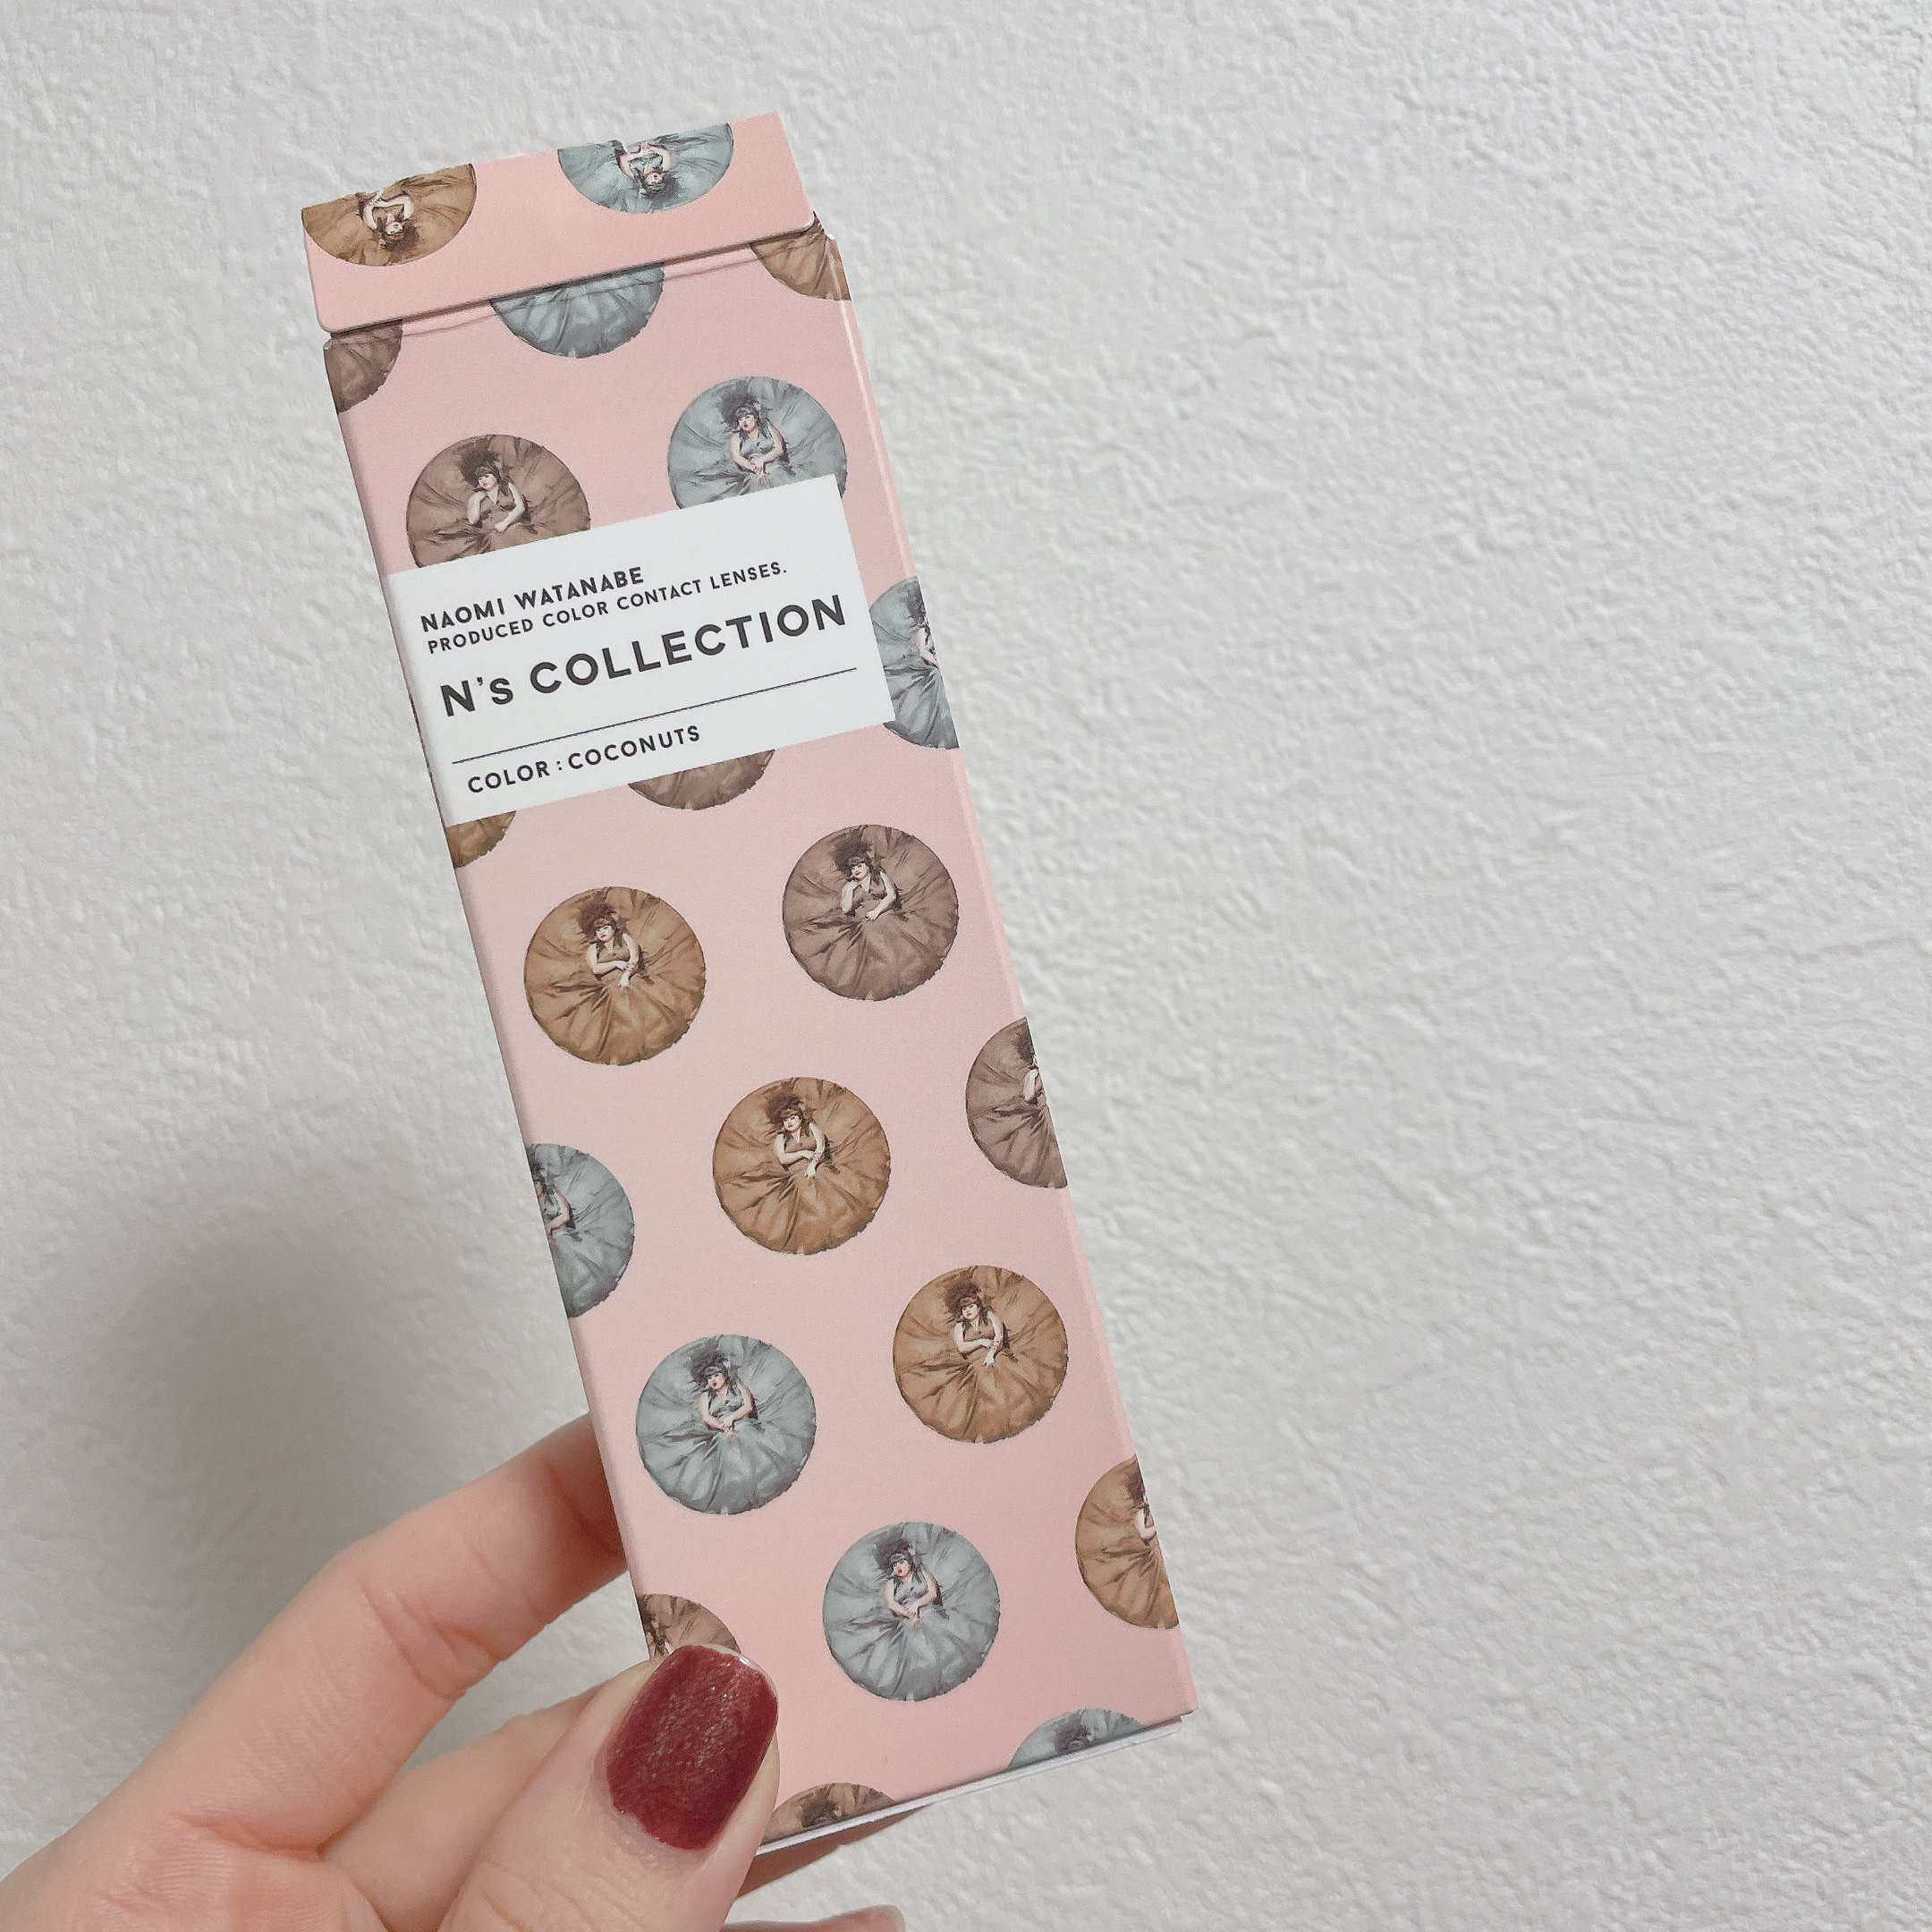 NAOMI WATANABE
PRODUCED COLOR CONTACT LENSES.
N's COLLECTION
COLOR : COCONUTS